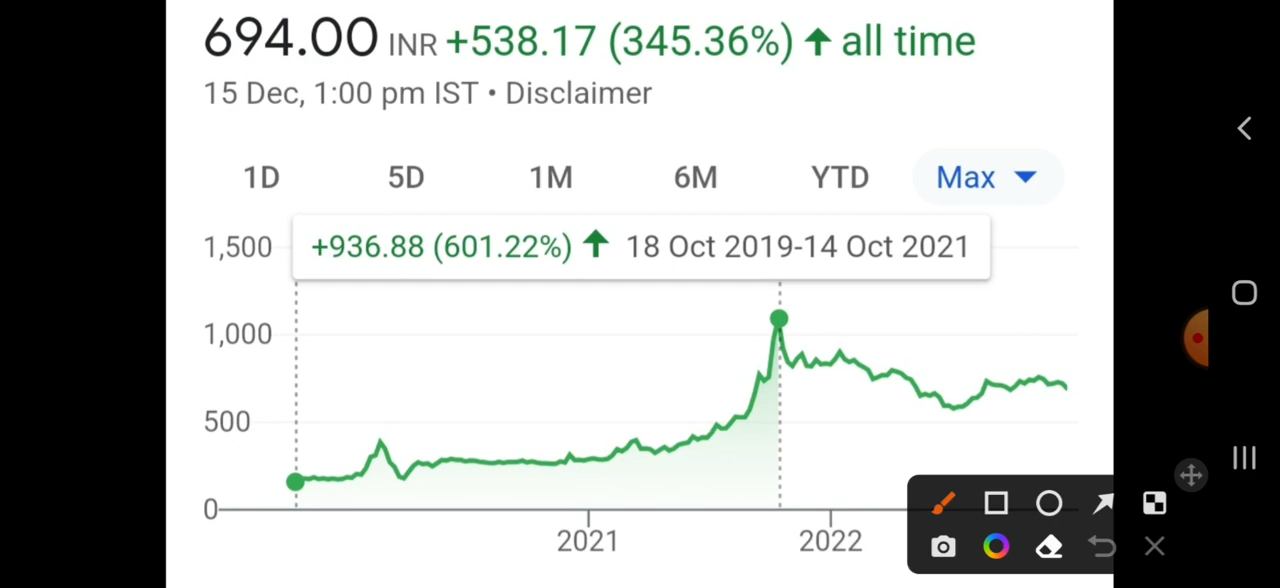 694.00 INR +538.17 (345.36%) ↑ all time
15 Dec, 1:00 pm IST • Disclaimer
1D 5D 1M 6M YTD Max
+936.88 (601.22%) ↑ 18 Oct 2019-14 Oct 2021
1,500
1,000
500
0
2021 2022